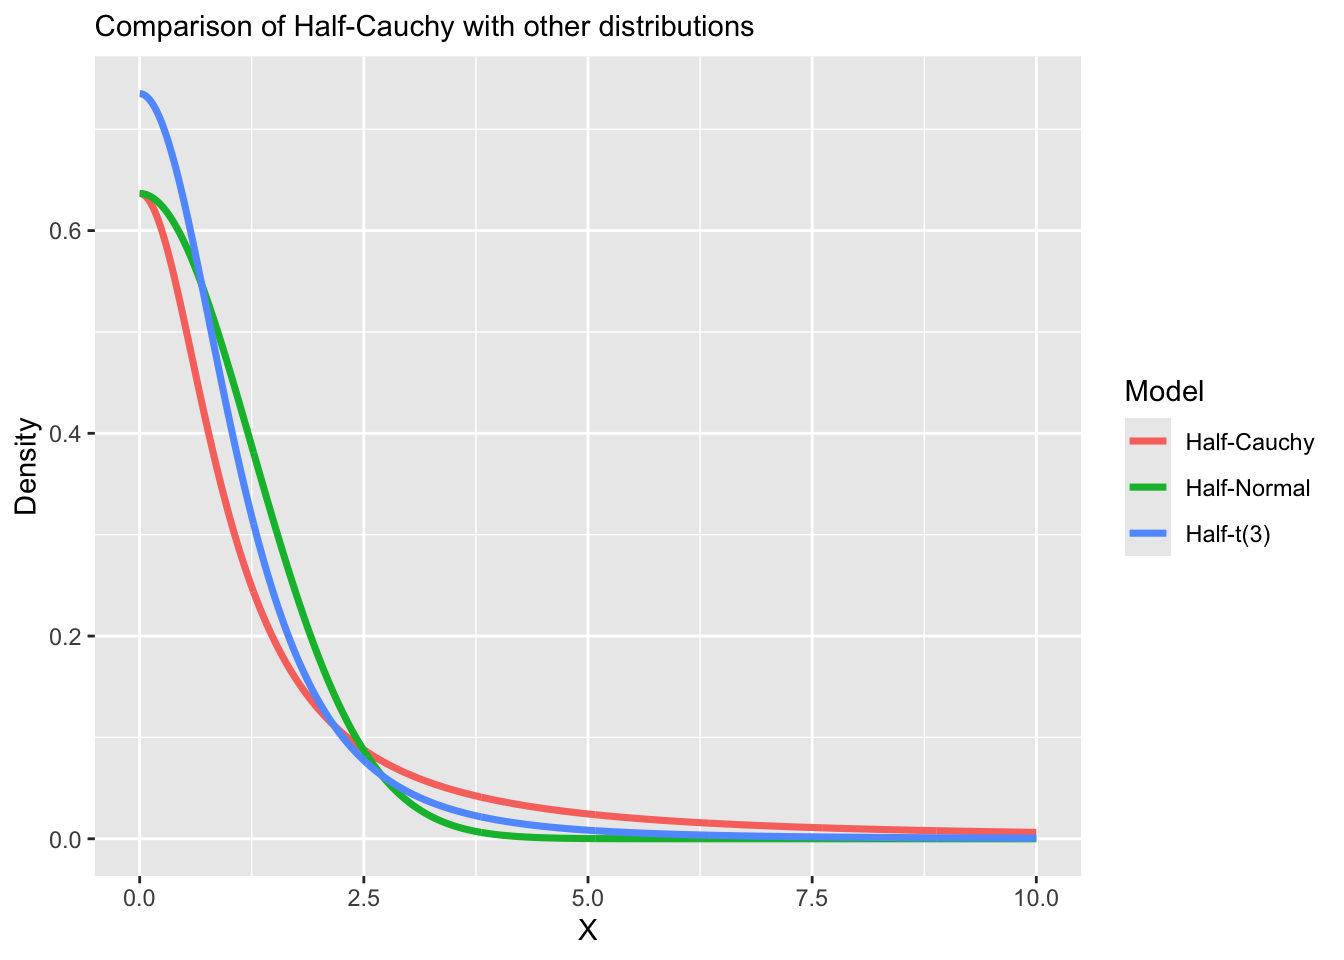 Comparison of Half-Cauchy with other distributions
Density
0.6
0.4
0.2
0.0
0.0 2.5 5.0 7.5 10.0
X
Model
Half-Cauchy
Half-Normal
Half-t(3)